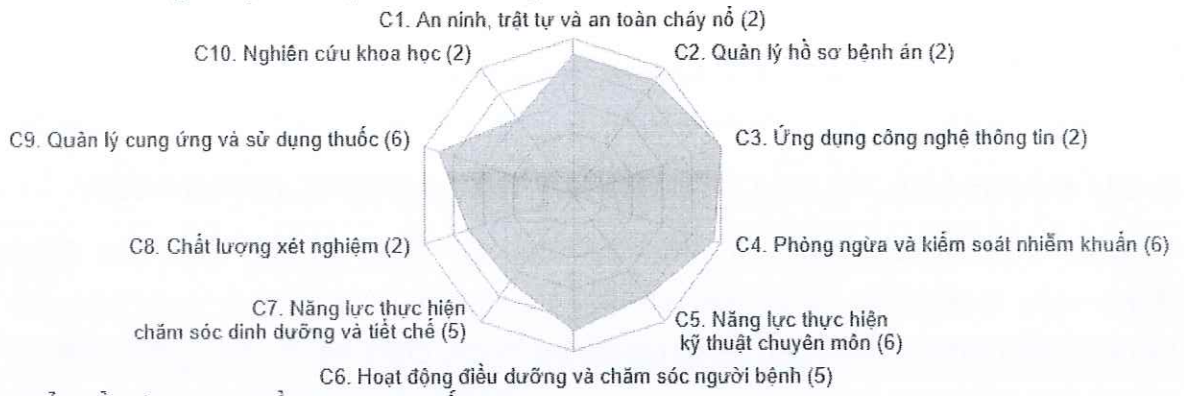 C1. An ninh, trật tự và an toàn cháy nổ (2)
C10. Nghiên cứu khoa học (2)
C2. Quản lý hồ sơ bệnh án (2)
C9. Quản lý cung ứng và sử dụng thuốc (6)
C3. Ứng dụng công nghệ thông tin (2)
C8. Chất lượng xét nghiệm (2)
C4. Phòng ngừa và kiểm soát nhiễm khuẩn (6)
C7. Năng lực thực hiện
chăm sóc dinh dưỡng và tiết chế (5)
C5. Năng lực thực hiện
kỹ thuật chuyên môn (6)
C6. Hoạt động điều dưỡng và chăm sóc người bệnh (5)